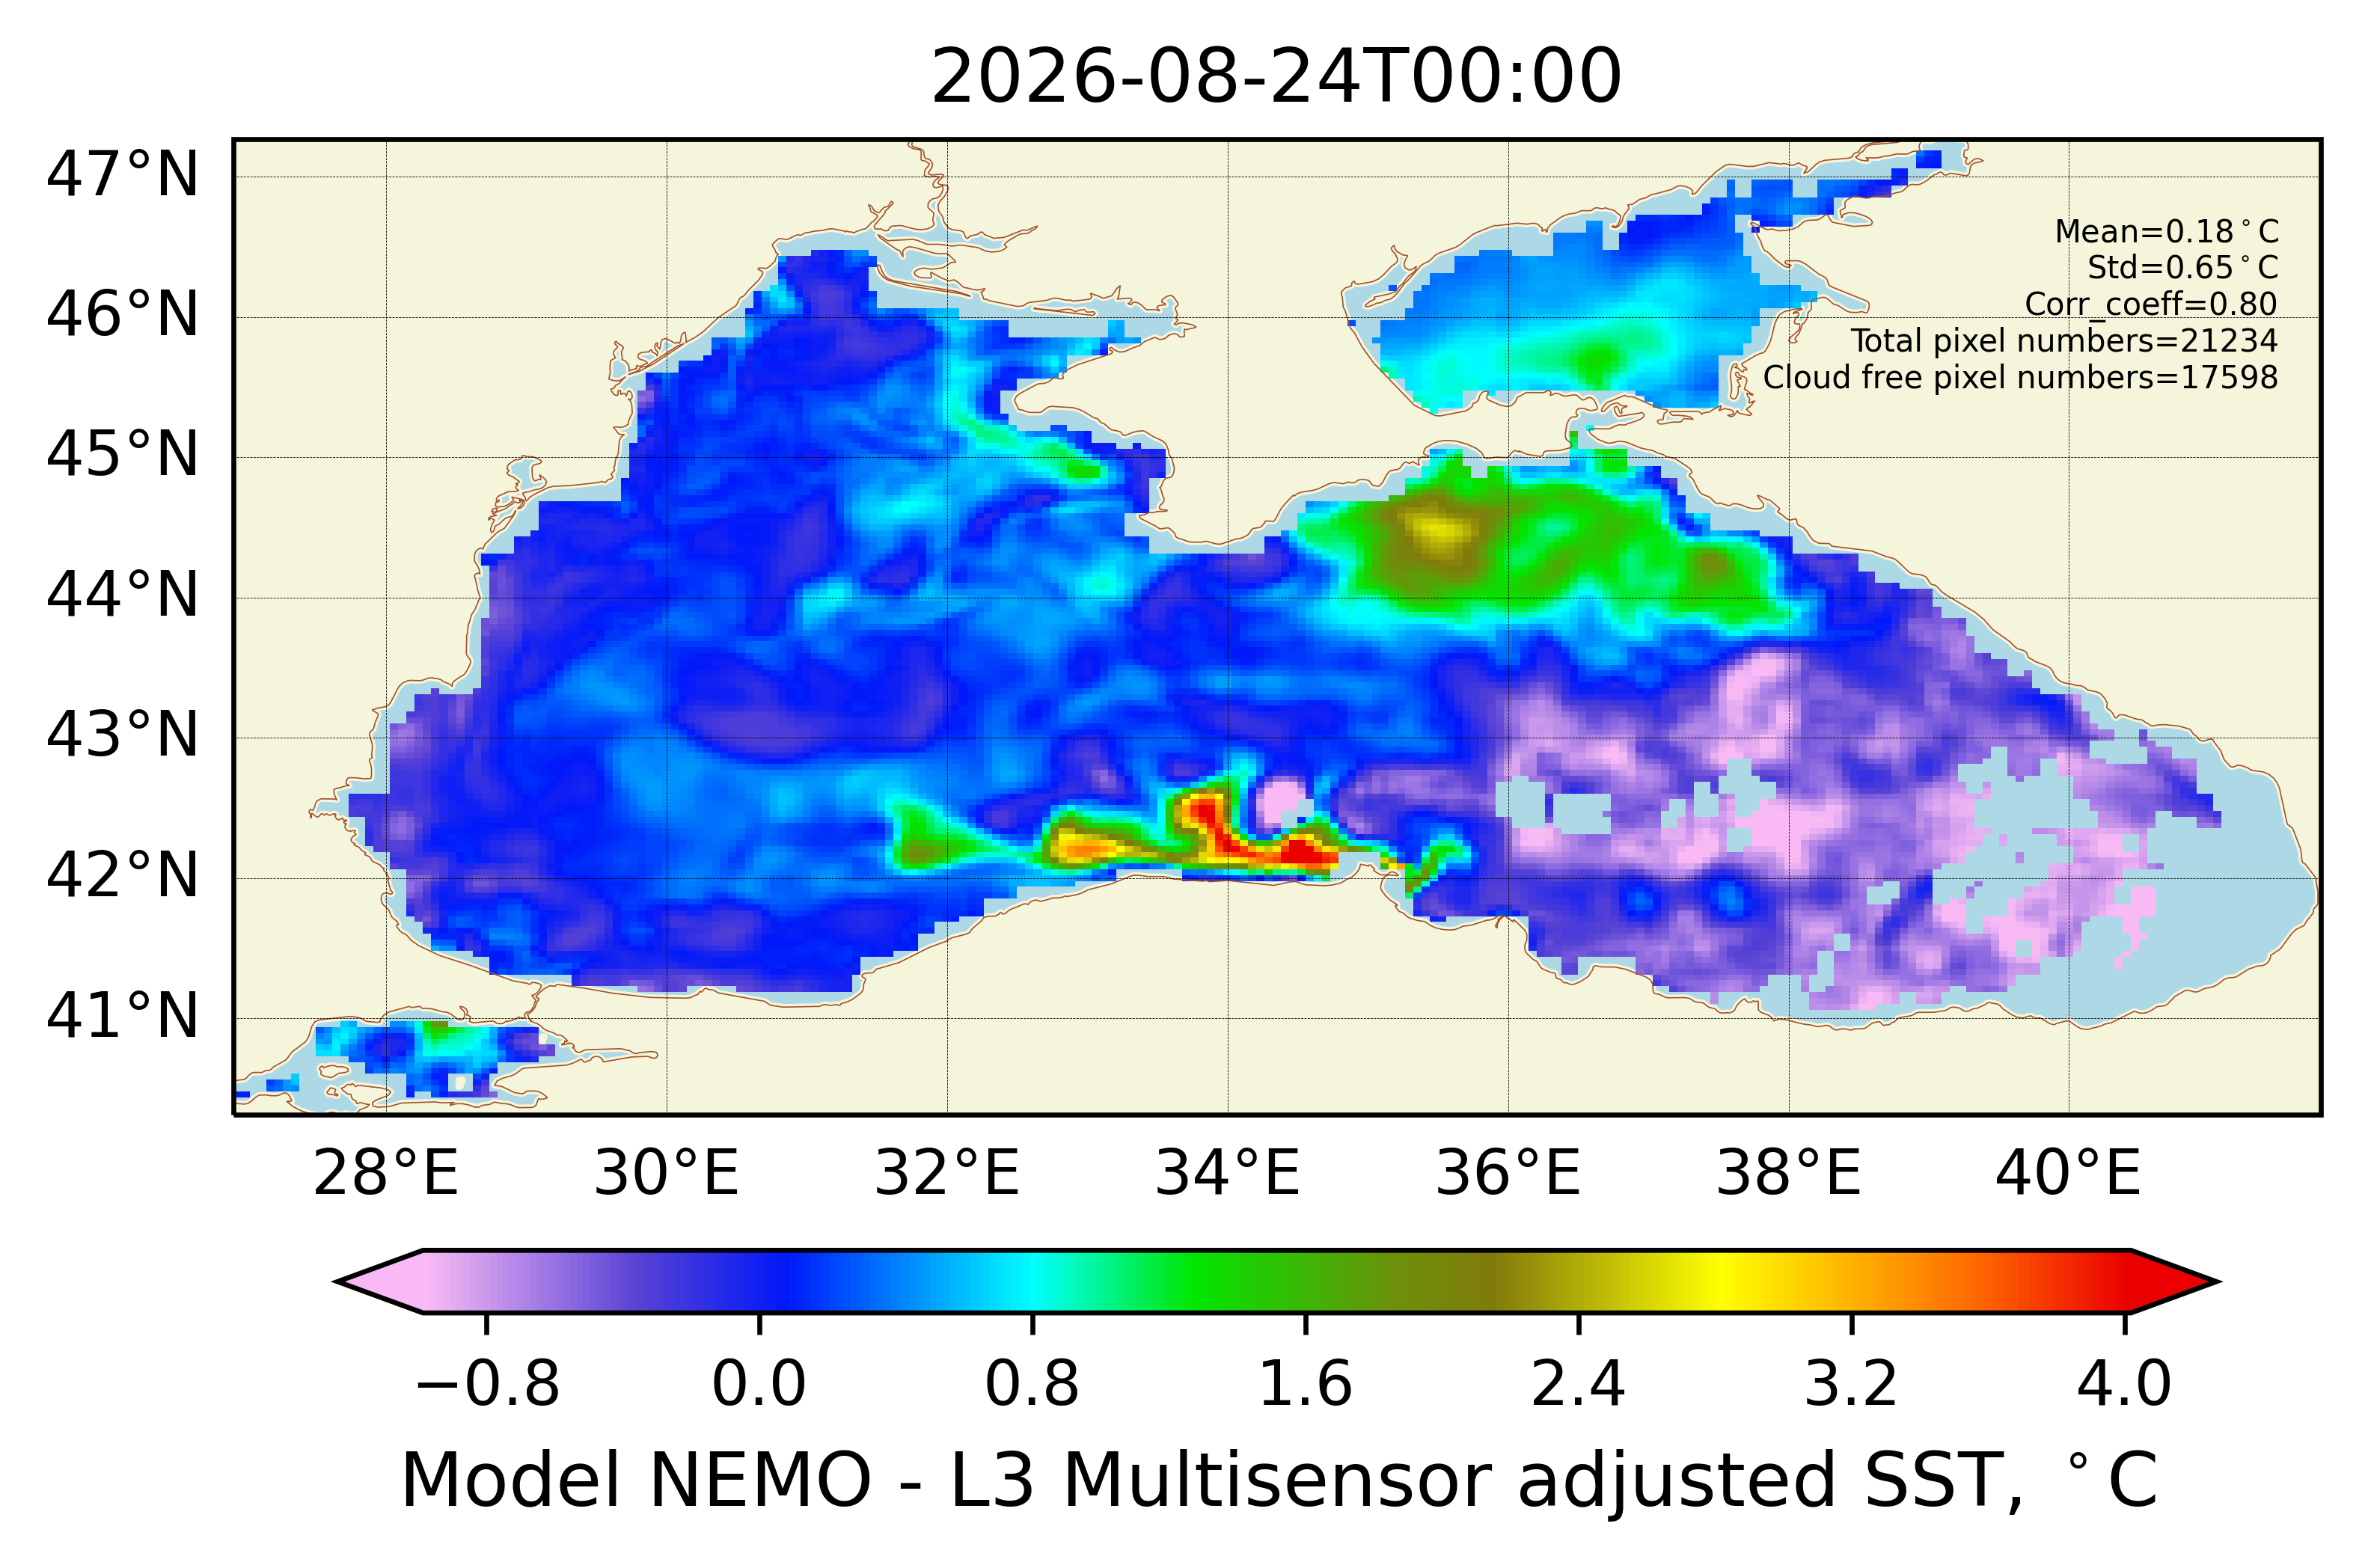 2026-08-24T00:00
47°N
46°N
45°N
44°N
43°N
42°N
41°N
Mean=0.18°C
Std=0.65°C
Corr_coeff=0.80
Total pixel numbers=21234
Cloud free pixel numbers=17598
28°E 30°E 32°E 34°E 36°E 38°E 40°E
−0.8 0.0 0.8 1.6 2.4 3.2 4.0
Model NEMO - L3 Multisensor adjusted SST, °C